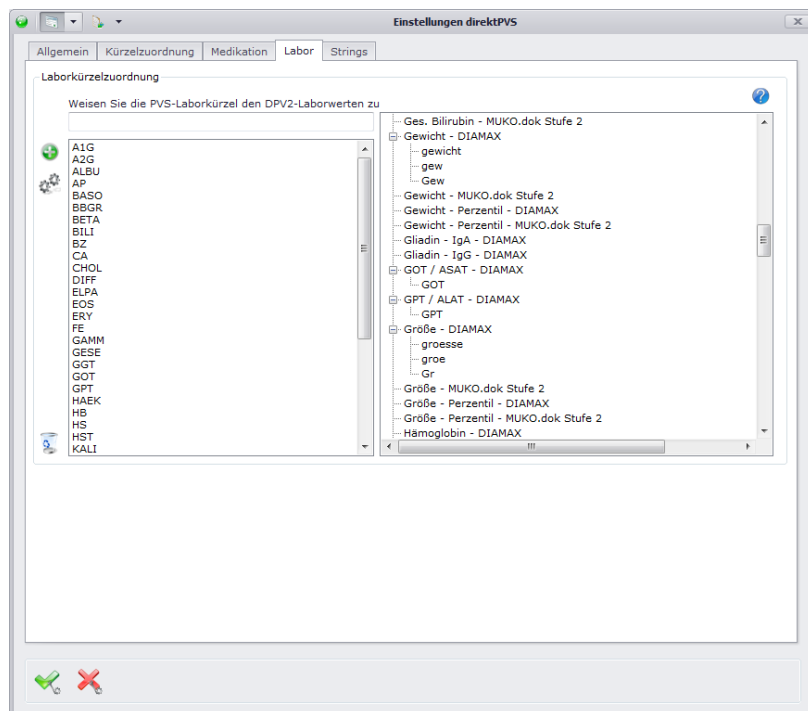 Einstellungen direktPVS
Allgemein
Kürzelzuordnung
Medikation
Labor
Strings
Laborkürzelzuordnung
Weisen Sie die PVS-Laborkürzel den DPV2-Laborwerten zu
A1G
A2G
ALBU
AP
BASO
BBGR
BETA
BILI
BZ
CA
CHOL
DIFF
ELPA
EOS
ERY
FE
GAMM
GESE
GGT
GOT
GPT
HAEK
HB
HS
HST
KALI
Ges. Bilirubin - MUKO.dok Stufe 2
Gewicht - DIAMAX
gewicht
gew
Gew
Gewicht - MUKO.dok Stufe 2
Gewicht - Perzentil - DIAMAX
Gewicht - Perzentil - MUKO.dok Stufe 2
Gliadin - IgA - DIAMAX
Gliadin - IgG - DIAMAX
GOT / ASAT - DIAMAX
GOT
GPT / ALAT - DIAMAX
GPT
Größe - DIAMAX
groesse
groe
Gr
Größe - MUKO.dok Stufe 2
Größe - Perzentil - DIAMAX
Größe - Perzentil - MUKO.dok Stufe 2
Hämoglobin - DIAMAX